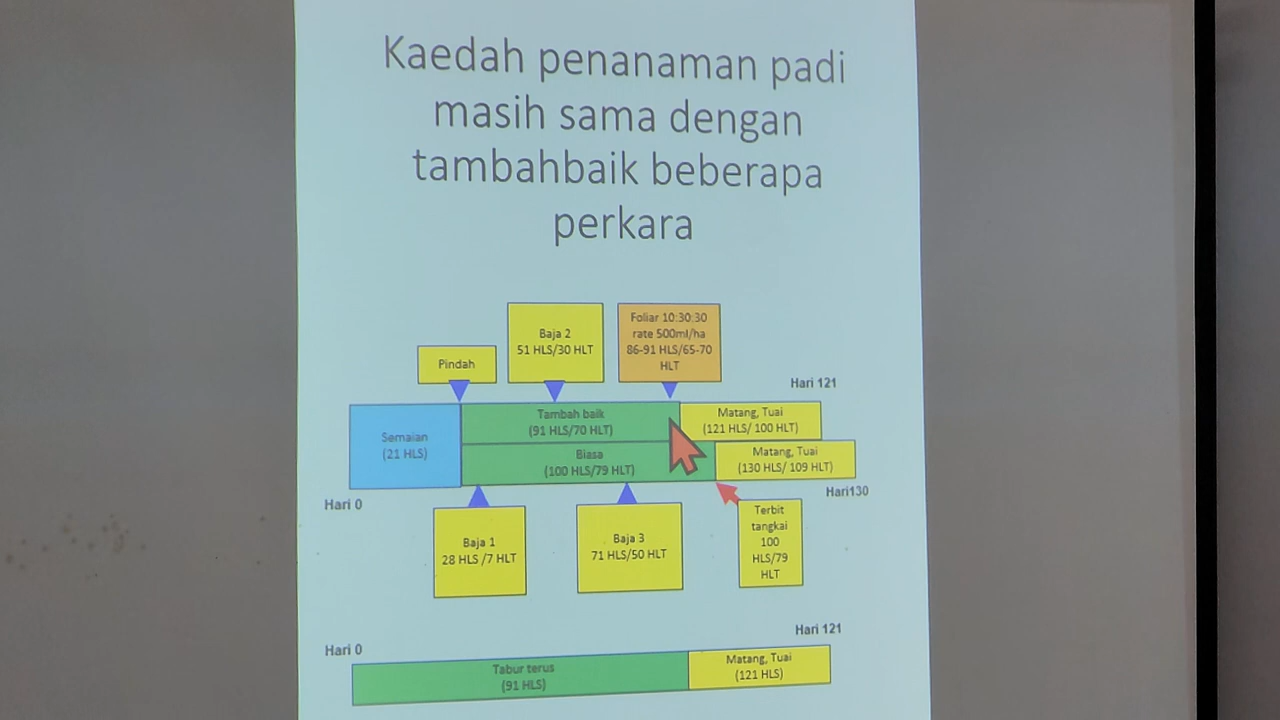 Kaedah penanaman padi
masih sama dengan
tambahbaik beberapa
perkara
Baja 2
51 HLS/30 HLT
Foliar 10:30:30
rate 500ml/ha
86-91 HLS/65-70
HLT
Pindah
Hari 121
Semaian
(21 HLS)
Tambah baik
(91 HLS/70 HLT)
Matang, Tuai
(121 HLS/ 100 HLT)
Biasa
(100 HLS/79 HLT)
Matang, Tuai
(130 HLS/ 109 HLT)
Hari 0
Hari130
Baja 1
28 HLS /7 HLT
Baja 3
71 HLS/50 HLT
Terbit
tangkai
100
HLS/79
HLT
Hari 0
Hari 121
Tabur terus
(91 HLS)
Matang, Tuai
(121 HLS)